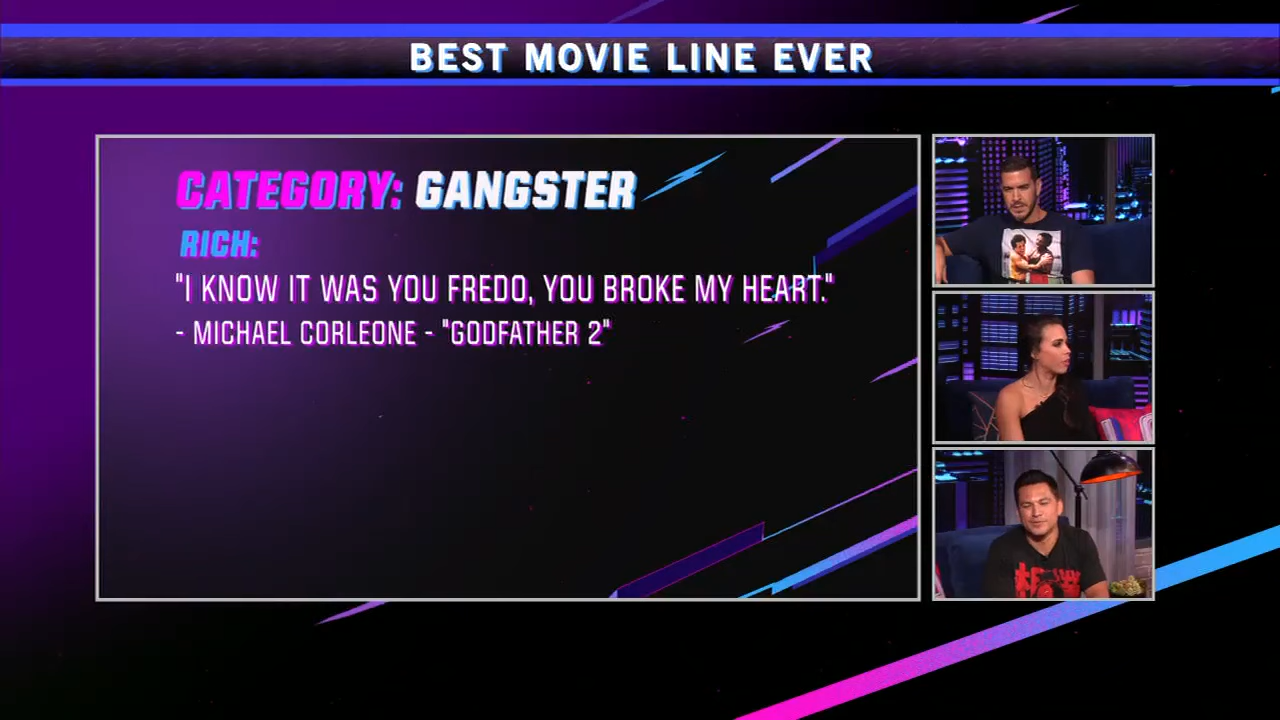 BEST MOVIE LINE EVER
CATEGORY: GANGSTER
RICH:
"I KNOW IT WAS YOU FREDO, YOU BROKE MY HEART."
- MICHAEL CORLEONE - "GODFATHER 2"